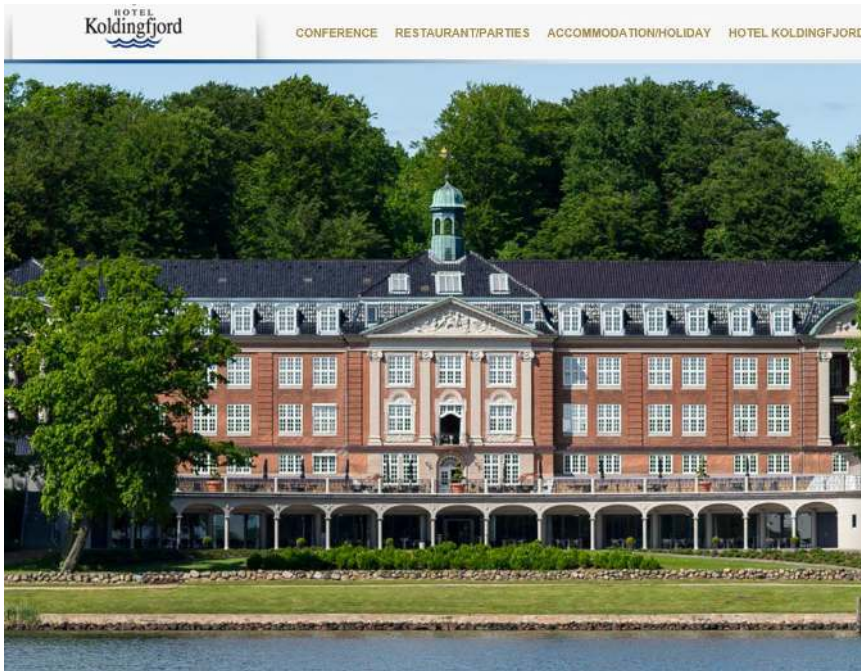 HOTEL
Koldingfjord
CONFERENCE RESTAURANT/PARTIES ACCOMMODATION/HOLIDAY HOTEL KOLDINGFJORD